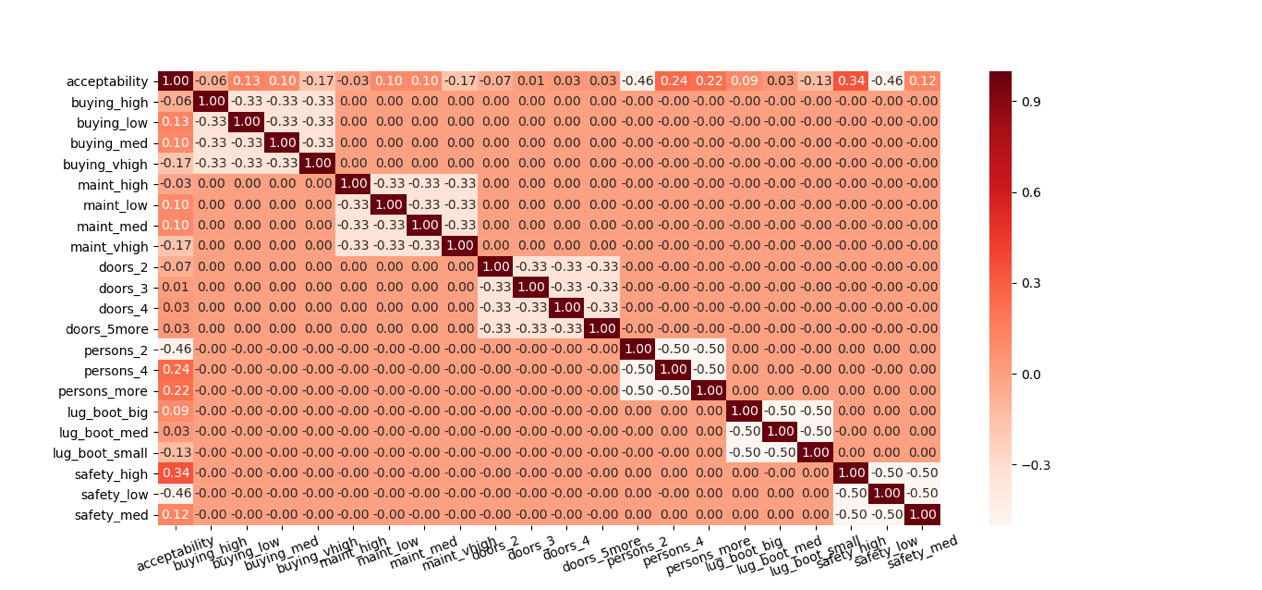 acceptability 1.00 -0.06 0.13 0.10 -0.17 -0.03 0.10 0.10 -0.17 -0.07 0.01 0.03 0.03 -0.46 0.24 0.22 0.09 0.03 -0.13 0.34 -0.46 0.12
buying_high -0.06 1.00 -0.33 -0.33 -0.33 0.00 0.00 0.00 0.00 0.00 0.00 0.00 0.00 -0.00 -0.00 -0.00 -0.00 -0.00 -0.00 -0.00 -0.00 -0.00
buying_low 0.13 -0.33 1.00 -0.33 -0.33 0.00 0.00 0.00 0.00 0.00 0.00 0.00 0.00 -0.00 -0.00 -0.00 -0.00 -0.00 -0.00 -0.00 -0.00 -0.00
buying_med 0.10 -0.33 -0.33 1.00 -0.33 0.00 0.00 0.00 0.00 0.00 0.00 0.00 0.00 -0.00 -0.00 -0.00 -0.00 -0.00 -0.00 -0.00 -0.00 -0.00
buying_vhigh -0.17 -0.33 -0.33 -0.33 1.00 0.00 0.00 0.00 0.00 0.00 0.00 0.00 0.00 -0.00 -0.00 -0.00 -0.00 -0.00 -0.00 -0.00 -0.00 -0.00
maint_high -0.03 0.00 0.00 0.00 0.00 1.00 -0.33 -0.33 -0.33 0.00 0.00 0.00 0.00 -0.00 -0.00 -0.00 -0.00 -0.00 -0.00 -0.00 -0.00 -0.00
maint_low 0.10 0.00 0.00 0.00 0.00 -0.33 1.00 -0.33 -0.33 0.00 0.00 0.00 0.00 -0.00 -0.00 -0.00 -0.00 -0.00 -0.00 -0.00 -0.00 -0.00
maint_med 0.10 0.00 0.00 0.00 0.00 -0.33 -0.33 1.00 -0.33 0.00 0.00 0.00 0.00 -0.00 -0.00 -0.00 -0.00 -0.00 -0.00 -0.00 -0.00 -0.00
maint_vhigh -0.17 0.00 0.00 0.00 0.00 -0.33 -0.33 -0.33 1.00 0.00 0.00 0.00 0.00 -0.00 -0.00 -0.00 -0.00 -0.00 -0.00 -0.00 -0.00 -0.00
doors_2 -0.07 0.00 0.00 0.00 0.00 0.00 0.00 0.00 0.00 1.00 -0.33 -0.33 -0.33 -0.00 -0.00 -0.00 -0.00 -0.00 -0.00 -0.00 -0.00 -0.00
doors_3 0.01 0.00 0.00 0.00 0.00 0.00 0.00 0.00 0.00 -0.33 1.00 -0.33 -0.33 -0.00 -0.00 -0.00 -0.00 -0.00 -0.00 -0.00 -0.00 -0.00
doors_4 0.03 0.00 0.00 0.00 0.00 0.00 0.00 0.00 0.00 -0.33 -0.33 1.00 -0.33 -0.00 -0.00 -0.00 -0.00 -0.00 -0.00 -0.00 -0.00 -0.00
doors_5more 0.03 0.00 0.00 0.00 0.00 0.00 0.00 0.00 0.00 -0.33 -0.33 -0.33 1.00 -0.00 -0.00 -0.00 -0.00 -0.00 -0.00 -0.00 -0.00 -0.00
persons_2 -0.46 -0.00 -0.00 -0.00 -0.00 -0.00 -0.00 -0.00 -0.00 -0.00 -0.00 -0.00 -0.00 1.00 -0.50 -0.50 0.00 0.00 0.00 0.00 0.00 0.00
persons_4 0.24 -0.00 -0.00 -0.00 -0.00 -0.00 -0.00 -0.00 -0.00 -0.00 -0.00 -0.00 -0.00 -0.50 1.00 -0.50 0.00 0.00 0.00 0.00 0.00 0.00
persons_more 0.22 -0.00 -0.00 -0.00 -0.00 -0.00 -0.00 -0.00 -0.00 -0.00 -0.00 -0.00 -0.00 -0.50 -0.50 1.00 0.00 0.00 0.00 0.00 0.00 0.00
lug_boot_big 0.09 -0.00 -0.00 -0.00 -0.00 -0.00 -0.00 -0.00 -0.00 -0.00 -0.00 -0.00 -0.00 0.00 0.00 0.00 1.00 -0.50 -0.50 0.00 0.00 0.00
lug_boot_med 0.03 -0.00 -0.00 -0.00 -0.00 -0.00 -0.00 -0.00 -0.00 -0.00 -0.00 -0.00 -0.00 0.00 0.00 0.00 -0.50 1.00 -0.50 0.00 0.00 0.00
lug_boot_small -0.13 -0.00 -0.00 -0.00 -0.00 -0.00 -0.00 -0.00 -0.00 -0.00 -0.00 -0.00 -0.00 0.00 0.00 0.00 -0.50 -0.50 1.00 0.00 0.00 0.00
safety_high 0.34 -0.00 -0.00 -0.00 -0.00 -0.00 -0.00 -0.00 -0.00 -0.00 -0.00 -0.00 -0.00 0.00 0.00 0.00 0.00 0.00 0.00 1.00 -0.50 -0.50
safety_low -0.46 -0.00 -0.00 -0.00 -0.00 -0.00 -0.00 -0.00 -0.00 -0.00 -0.00 -0.00 -0.00 0.00 0.00 0.00 0.00 0.00 0.00 -0.50 1.00 -0.50
safety_med 0.12 -0.00 -0.00 -0.00 -0.00 -0.00 -0.00 -0.00 -0.00 -0.00 -0.00 -0.00 -0.00 0.00 0.00 0.00 0.00 0.00 0.00 -0.50 -0.50 1.00
acceptability
buying_high
buying_low
buying_med
buying_vhigh
maint_high
maint_low
maint_med
maint_vhigh
doors_2
doors_3
doors_4
doors_5more
persons_2
persons_4
persons_more
lug_boot_big
lug_boot_med
lug_boot_small
safety_high
safety_low
safety_med
0.9
0.6
0.3
0.0
−0.3